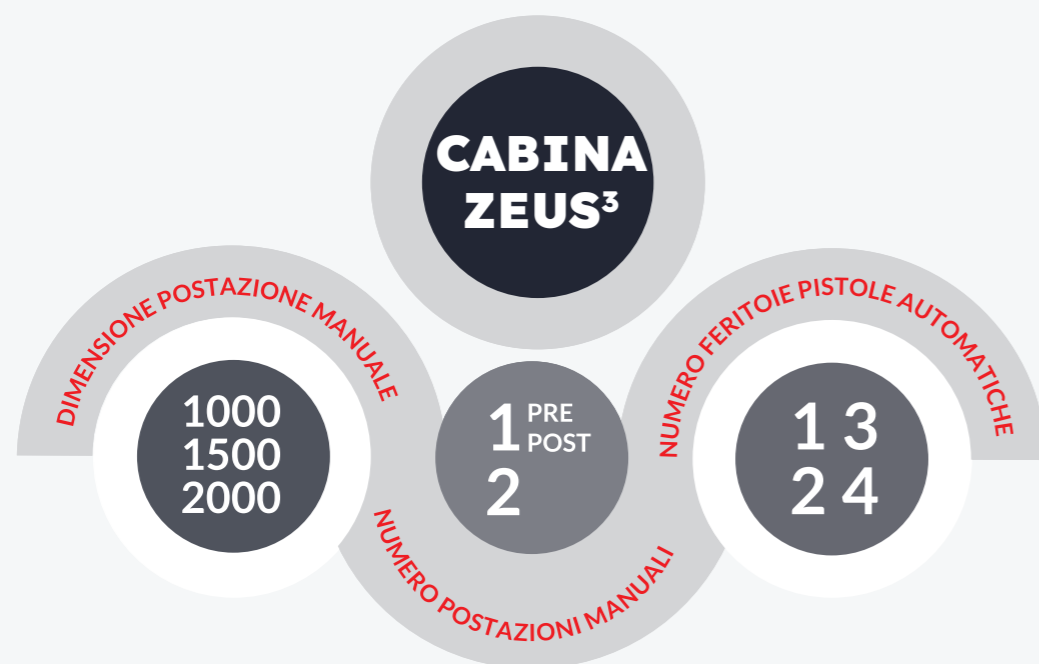 CABINA
ZEUS³
DIMENSIONE POSTAZIONE MANUALE
1000
1500
2000
NUMERO POSTAZIONI MANUALI
1 PRE
POST
2
NUMERO FERITOIE PISTOLE AUTOMATICHE
1 3
2 4